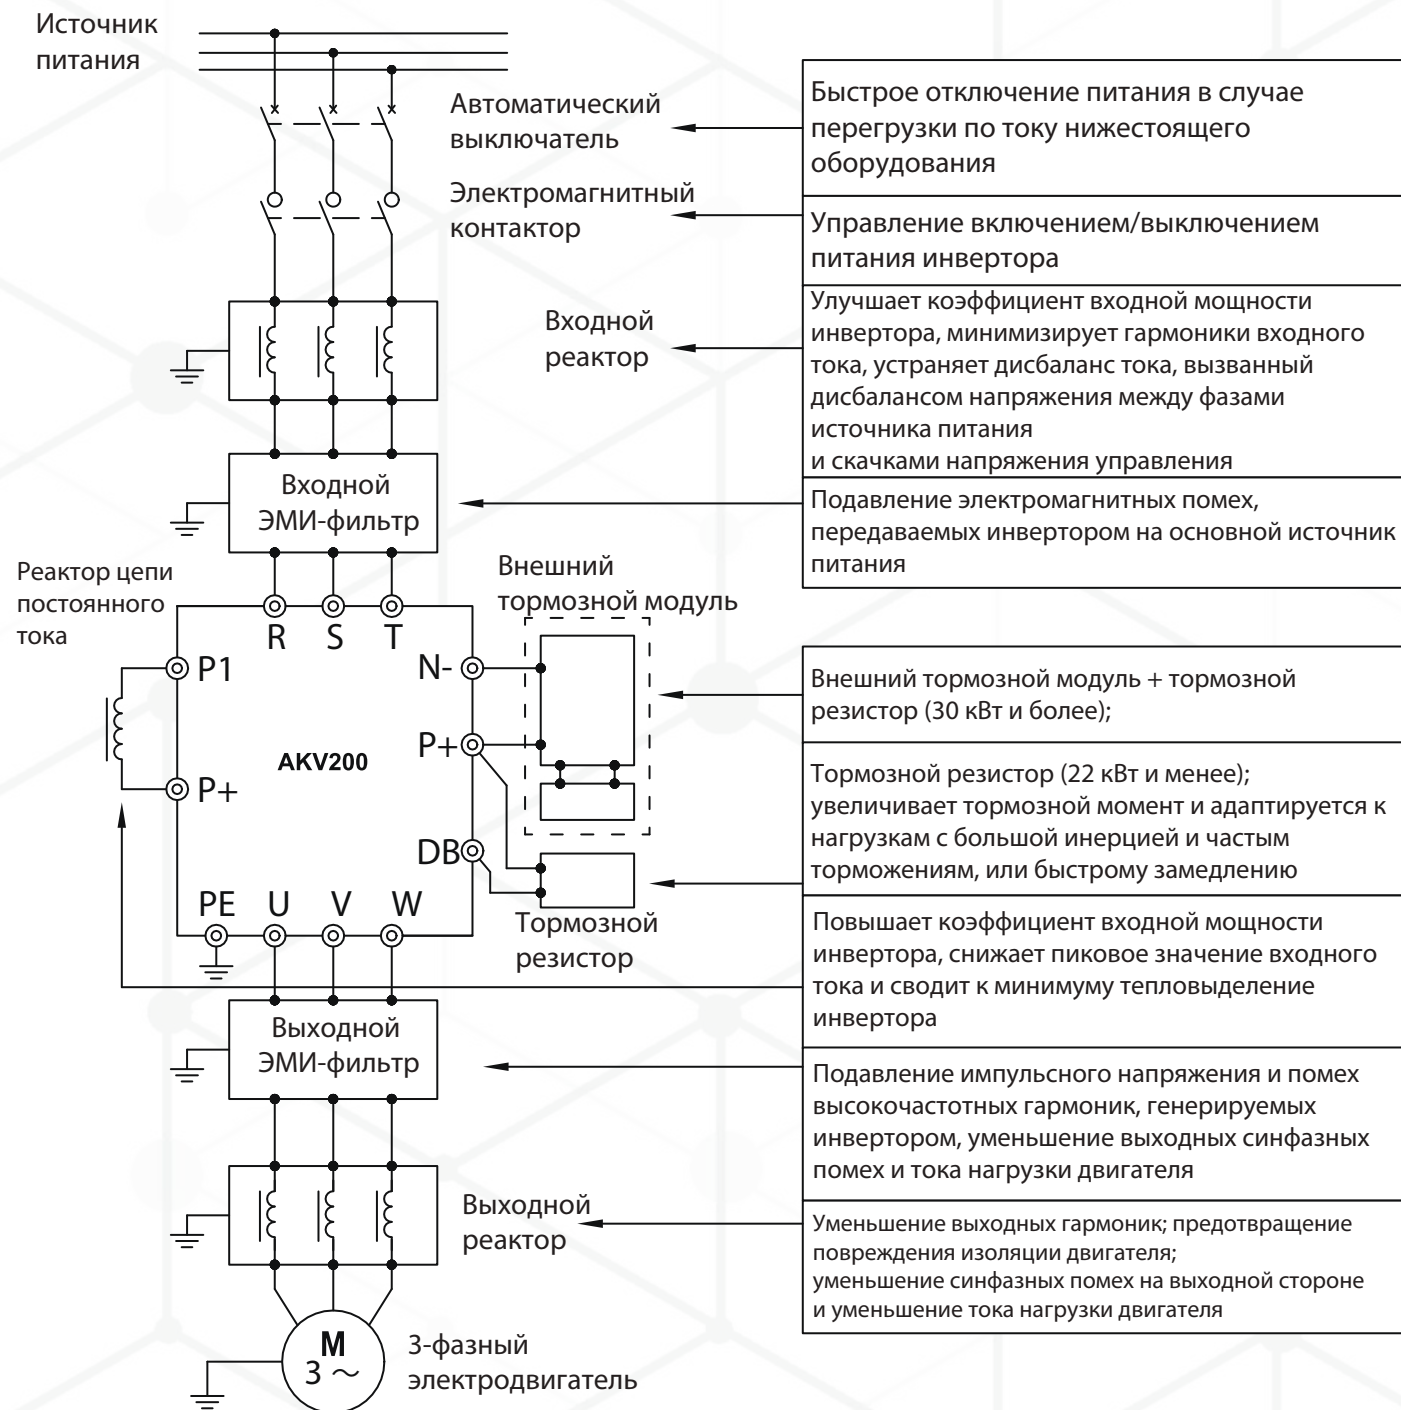 Источник
питания
Автоматический
выключатель
Быстрое отключение питания в случае
перегрузки по току нижестоящего
оборудования
Электромагнитный
контактор
Управление включением/выключением
питания инвертора
Входной
реактор
Улучшает коэффициент входной мощности
инвертора, минимизирует гармоники входного
тока, устраняет дисбаланс тока, вызванный
дисбалансом напряжения между фазами
источника питания
и скачками напряжения управления
Входной
ЭМИ-фильтр
Подавление электромагнитных помех,
передаваемых инвертором на основной источник
питания
Реактор цепи
постоянного
тока
Внешний
тормозной модуль
R S T
P1
N-
P+
P+
AKV200
DB
PE U V W
Внешний тормозной модуль + тормозной
резистор (30 кВт и более);
Тормозной резистор (22 кВт и менее);
увеличивает тормозной момент и адаптируется к
нагрузкам с большой инерцией и частым
торможениям, или быстрому замедлению
Тормозной
резистор
Повышает коэффициент входной мощности
инвертора, снижает пиковое значение входного
тока и сводит к минимуму тепловыделение
инвертора
Выходной
ЭМИ-фильтр
Подавление импульсного напряжения и помех
высокочастотных гармоник, генерируемых
инвертором, уменьшение выходных синфазных
помех и тока нагрузки двигателя
Выходной
реактор
Уменьшение выходных гармоник; предотвращение
повреждения изоляции двигателя;
уменьшение синфазных помех на выходной стороне
и уменьшение тока нагрузки двигателя
M
3 ～
3-фазный
электродвигатель